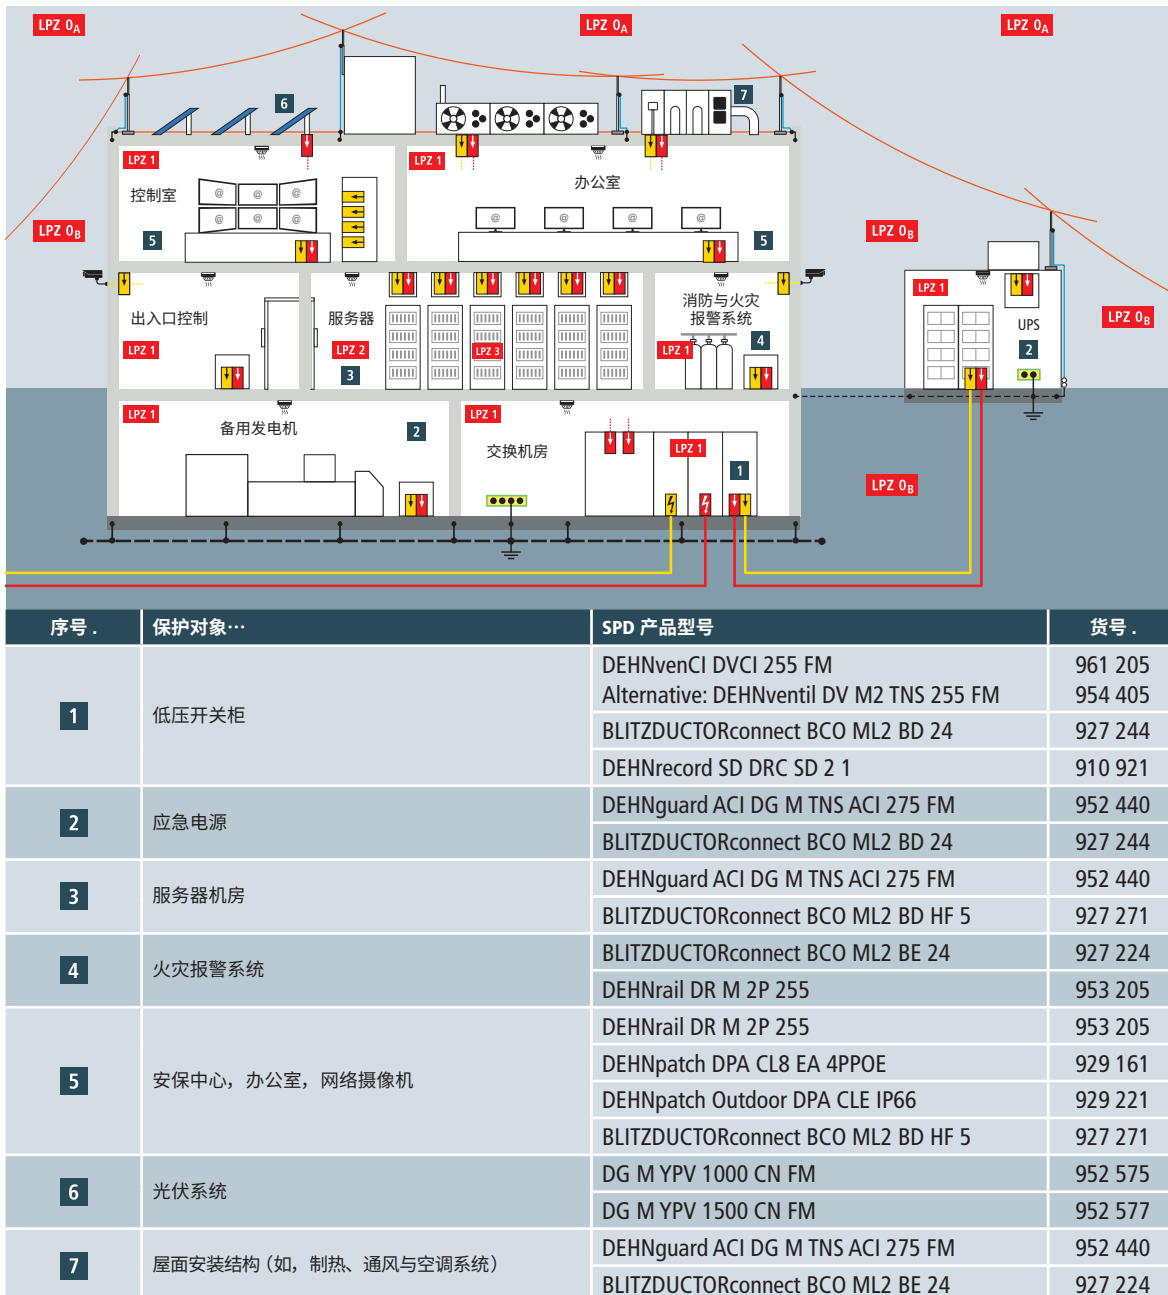 LPZ 0A
LPZ 0A
LPZ 0A
6
7
LPZ 1
LPZ 1
控制室
办公室
@ @ @
@ @ @
@ @ @ @
LPZ 0B
5
5
LPZ 0B
LPZ 1
出入口控制
服务器
消防与火灾
报警系统
UPS
LPZ 0B
LPZ 1
LPZ 2
LPZ 3
LPZ 1
4
2
3
LPZ 1
LPZ 1
备用发电机
2
交换机房
LPZ 1
1
LPZ 0B
序号 . 保护对象… SPD 产品型号 货号 .
1 低压开关柜
DEHNvenCI DVCI 255 FM 961 205
Alternative: DEHNventil DV M2 TNS 255 FM 954 405
BLITZDUCTORconnect BCO ML2 BD 24 927 244
DEHNrecord SD DRC SD 2 1 910 921
2 应急电源
DEHNguard ACI DG M TNS ACI 275 FM 952 440
BLITZDUCTORconnect BCO ML2 BD 24 927 244
3 服务器机房
DEHNguard ACI DG M TNS ACI 275 FM 952 440
BLITZDUCTORconnect BCO ML2 BD HF 5 927 271
4 火灾报警系统
BLITZDUCTORconnect BCO ML2 BE 24 927 224
DEHNrail DR M 2P 255 953 205
5 安保中心，办公室，网络摄像机
DEHNrail DR M 2P 255 953 205
DEHNpatch DPA CL8 EA 4PPOE 929 161
DEHNpatch Outdoor DPA CLE IP66 929 221
BLITZDUCTORconnect BCO ML2 BD HF 5 927 271
6 光伏系统
DG M YPV 1000 CN FM 952 575
DG M YPV 1500 CN FM 952 577
7 屋面安装结构（如，制热、通风与空调系统）
DEHNguard ACI DG M TNS ACI 275 FM 952 440
BLITZDUCTORconnect BCO ML2 BE 24 927 224